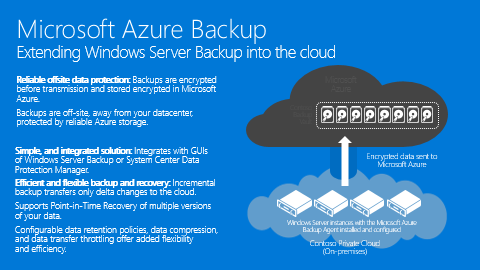 Microsoft Azure Backup
Extending Windows Server Backup into the cloud
Reliable offsite data protection: Backups are encrypted
before transmission and stored encrypted in Microsoft
Azure.
Backups are off-site, away from your datacenter,
protected by reliable Azure storage.
Simple, and integrated solution: Integrates with GUIs
of Windows Server Backup or System Center Data
Protection Manager.
Efficient and flexible backup and recovery: Incremental
backup transfers only delta changes to the cloud.
Supports Point-in-Time Recovery of multiple versions
of your data.
Configurable data retention policies, data compression,
and data transfer throttling offer added flexibility
and efficiency.
Microsoft
Azure
Encrypted data sent to
Microsoft Azure
Windows Server instances with the Microsoft Azure
Backup Agent installed and configured
Contoso Private Cloud
(On-premises)